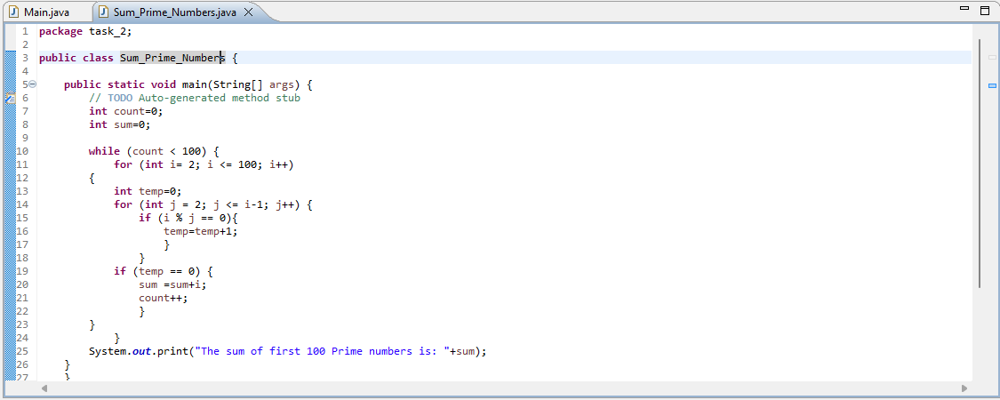 Main.java Sum_Prime_Numbers.java
1 package task_2;
2
3 public class Sum_Prime_Numbers {
4
5 public static void main(String[] args) {
6 // TODO Auto-generated method stub
7 int count=0;
8 int sum=0;
9
10 while (count < 100) {
11 for (int i= 2; i <= 100; i++)
12 {
13 int temp=0;
14 for (int j = 2; j <= i-1; j++) {
15 if (i % j == 0){
16 temp=temp+1;
17 }
18 }
19 if (temp == 0) {
20 sum =sum+i;
21 count++;
22 }
23 }
24 }
25 System.out.print("The sum of first 100 Prime numbers is: "+sum);
26 }
27 }